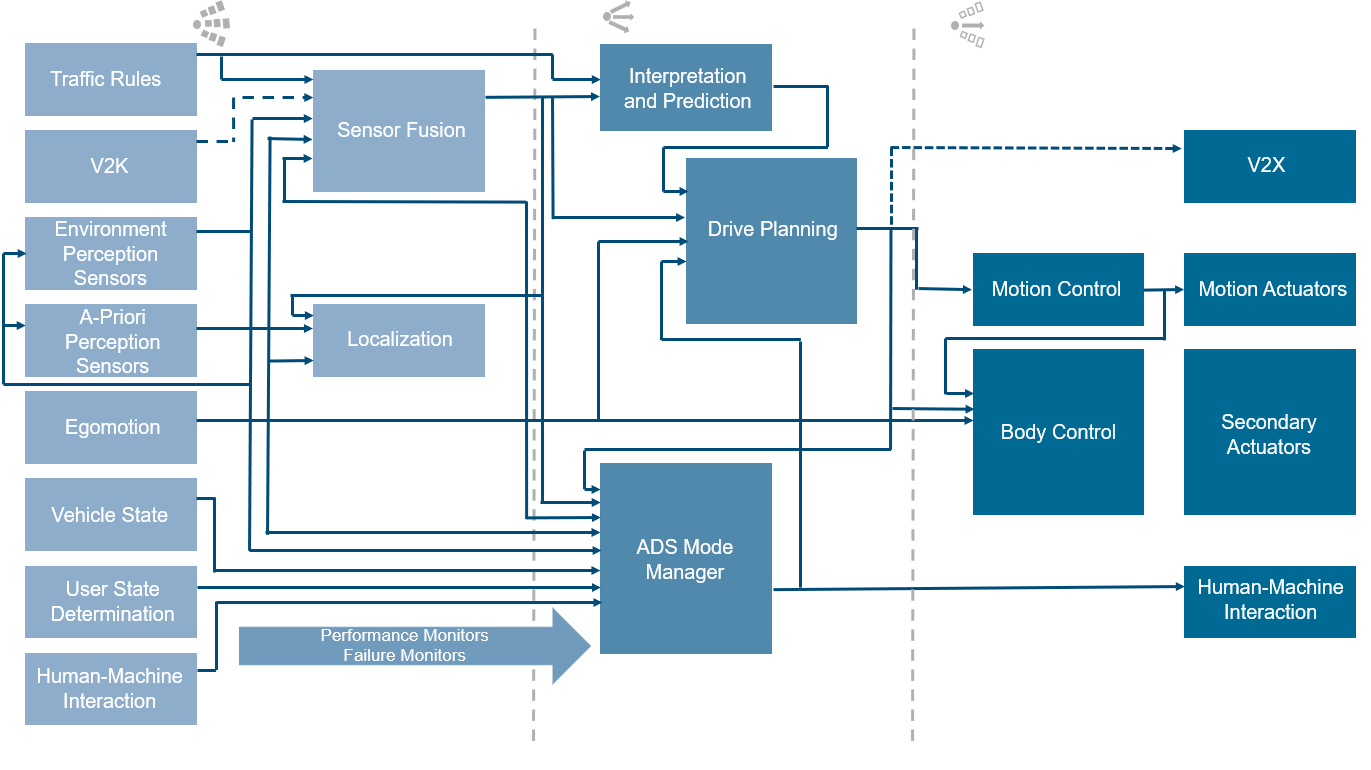 Traffic Rules
V2K
Environment
Perception
Sensors
A-Priori
Perception
Sensors
Egomotion
Vehicle State
User State
Determination
Human-Machine
Interaction
Sensor Fusion
Localization
Performance Monitors
Failure Monitors
Interpretation
and Prediction
Drive Planning
ADS Mode
Manager
Motion Control
Body Control
V2X
Motion Actuators
Secondary
Actuators
Human-Machine
Interaction